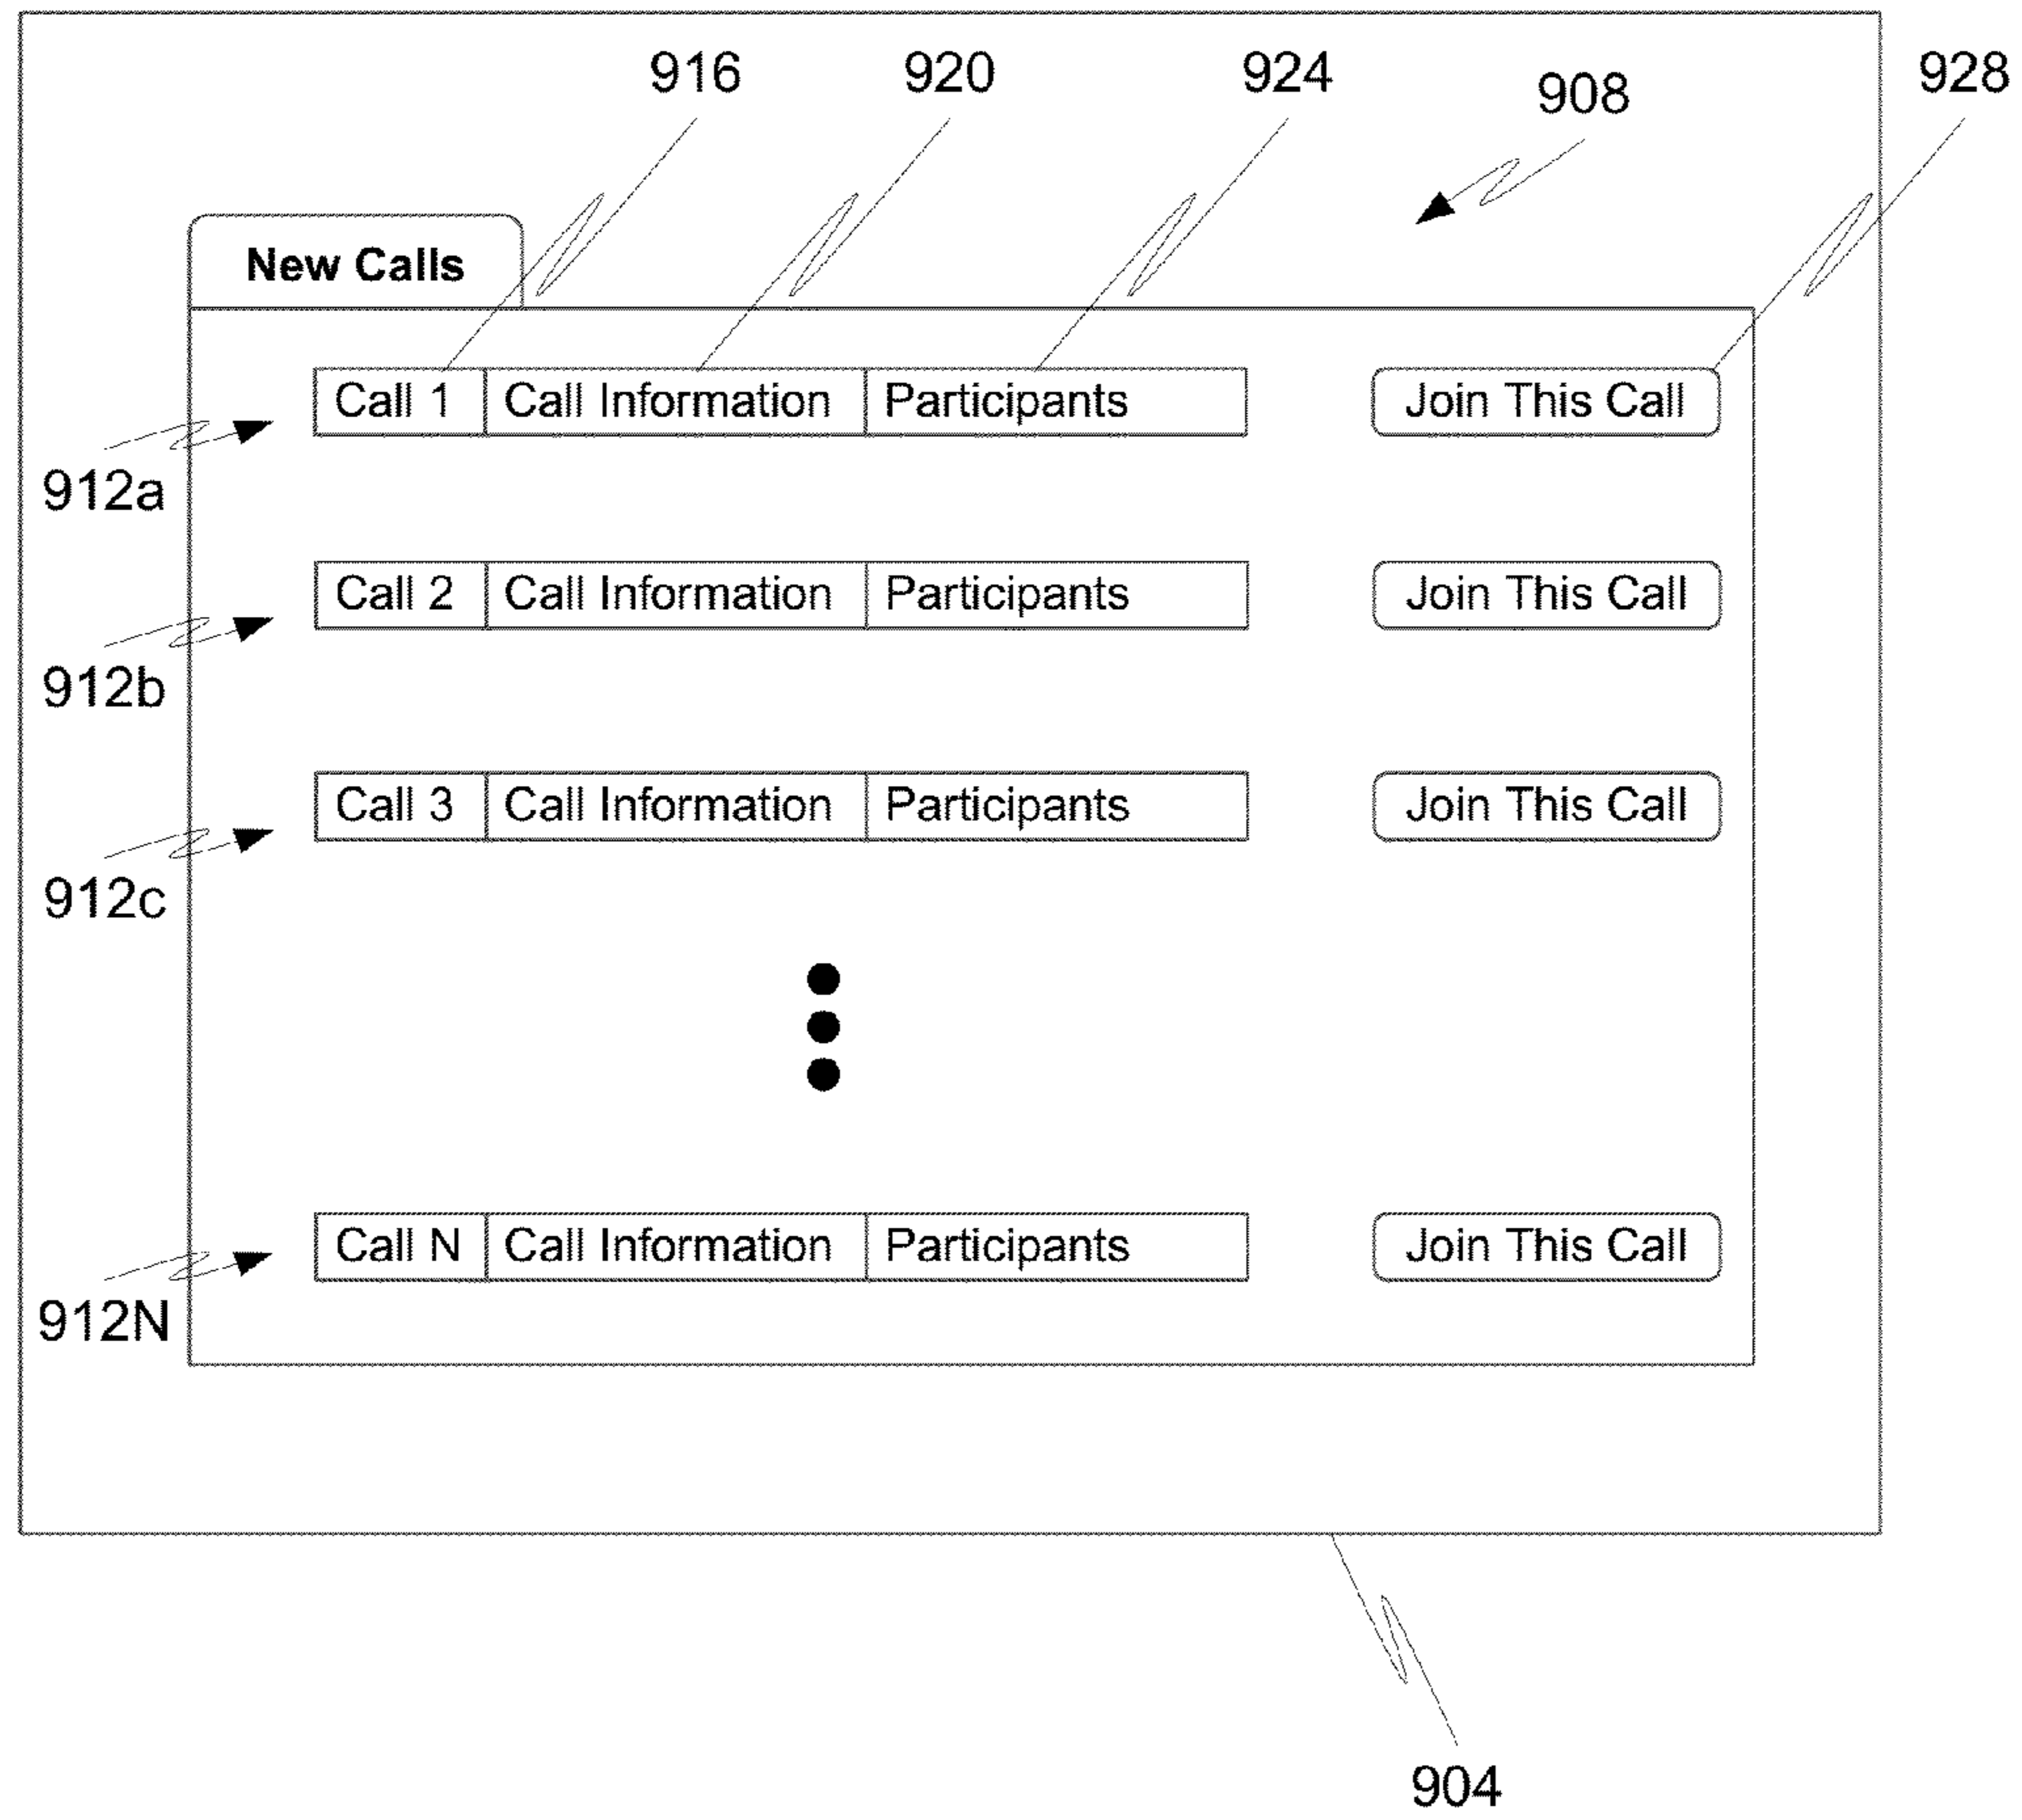 916 920 924 908 928
New Calls
Call 1 Call Information Participants Join This Call
912a
Call 2 Call Information Participants Join This Call
912b
Call 3 Call Information Participants Join This Call
912c
Call N Call Information Participants Join This Call
912N
904